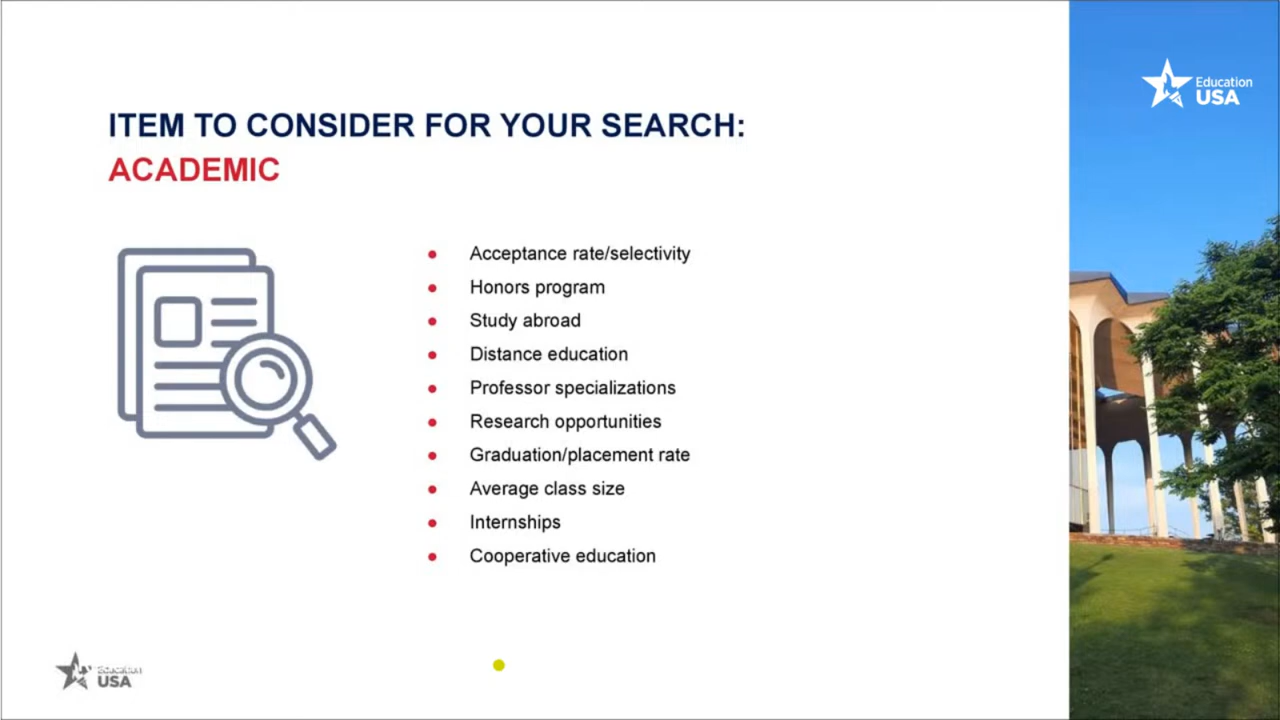 ITEM TO CONSIDER FOR YOUR SEARCH:
ACADEMIC
Acceptance rate/selectivity
Honors program
Study abroad
Distance education
Professor specializations
Research opportunities
Graduation/placement rate
Average class size
Internships
Cooperative education
Education
USA
Education
USA